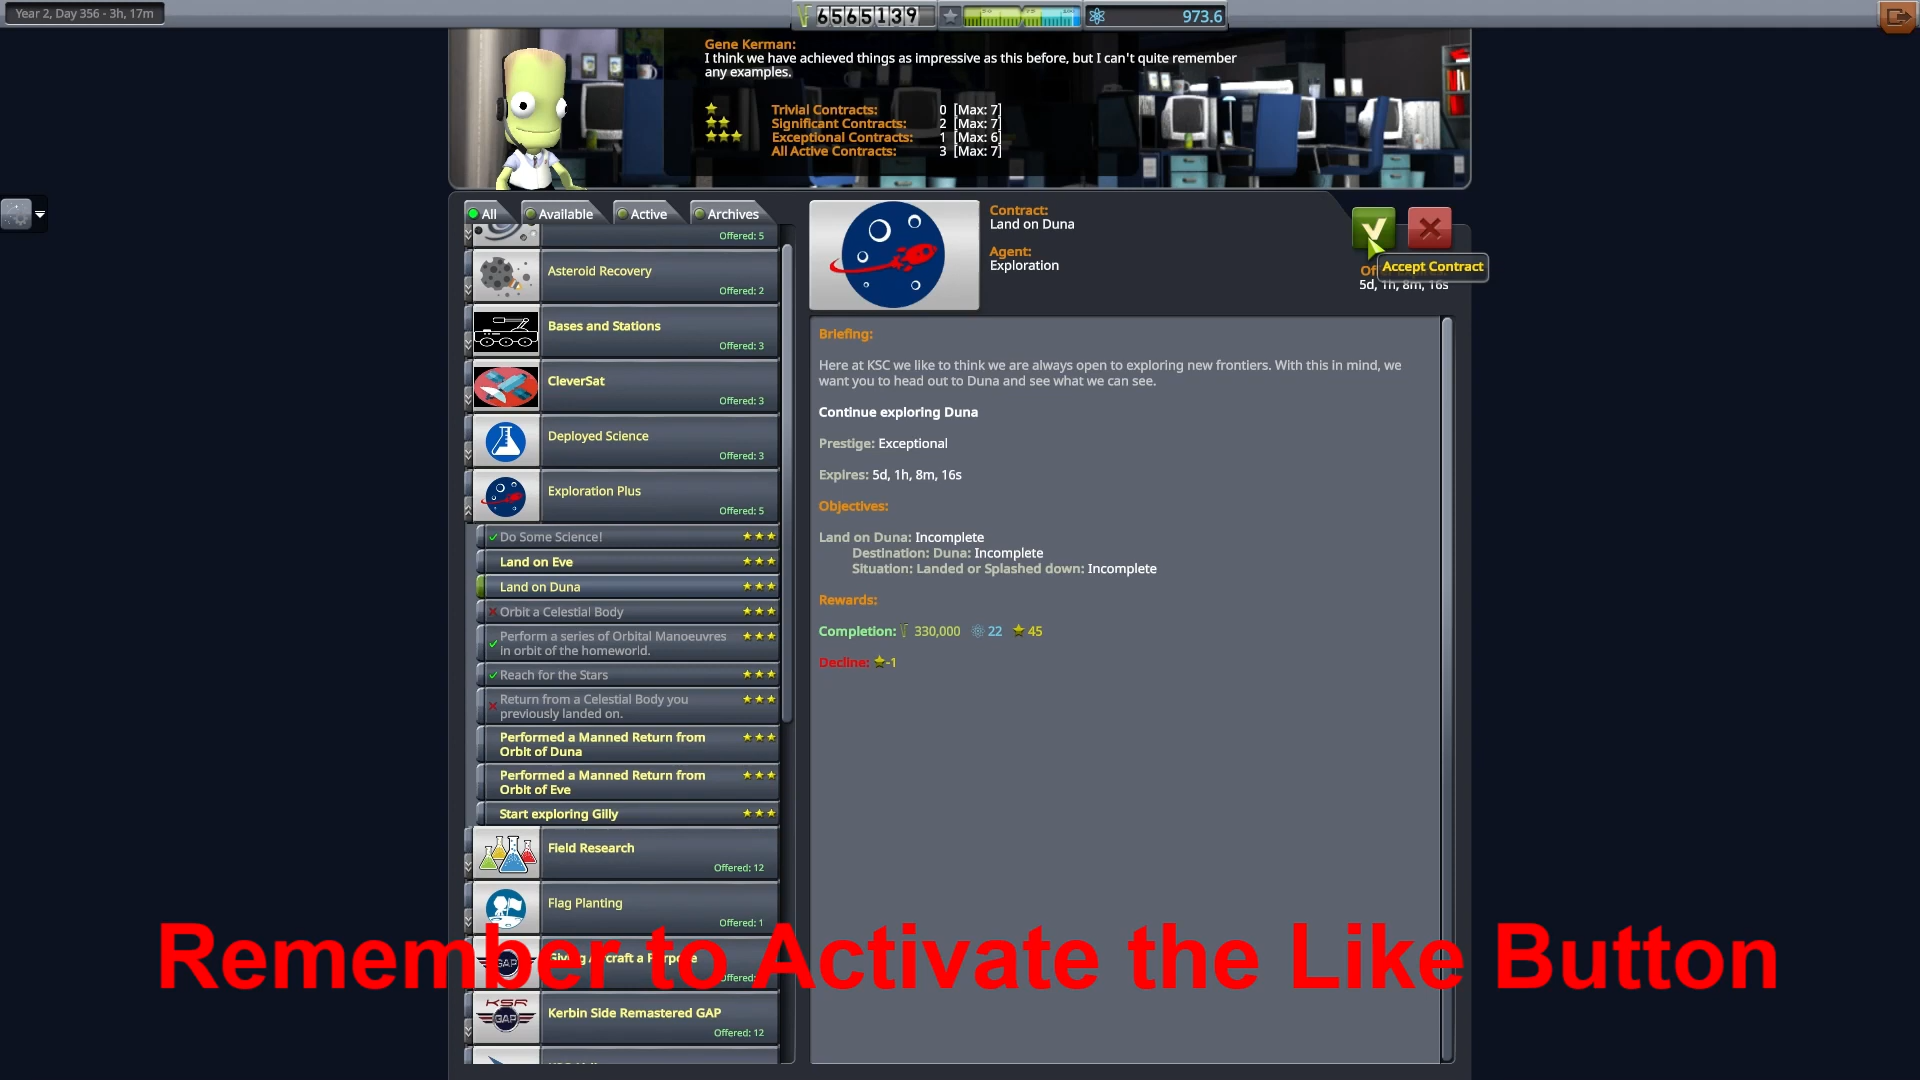 Year 2, Day 356 - 3h, 17m
6565139
973.6
Gene Kerman:
I think we have achieved things as impressive as this before, but I can't quite remember
any examples.
Trivial Contracts: 0 [Max: 7]
Significant Contracts: 2 [Max: 7]
Exceptional Contracts: 1 [Max: 6]
All Active Contracts: 3 [Max: 7]
All Available Active Archives
Offered: 5
Asteroid Recovery
Offered: 2
Bases and Stations
Offered: 3
CleverSat
Offered: 3
Deployed Science
Offered: 3
Exploration Plus
Offered: 5
Do Some Science!
Land on Eve
Land on Duna
Orbit a Celestial Body
Perform a series of Orbital Manoeuvres
in orbit of the homeworld.
Reach for the Stars
Return from a Celestial Body you
previously landed on.
Performed a Manned Return from
Orbit of Duna
Performed a Manned Return from
Orbit of Eve
Start exploring Gilly
Field Research
Offered: 12
Flag Planting
Offered: 1
Giving Aircraft a Purpose
Offered:
GAP
KSR
GAP
Kerbin Side Remastered GAP
Offered: 12
Contract:
Land on Duna
Agent:
Exploration
Accept Contract
5d, 1h, 8m, 16s
Briefing:
Here at KSC we like to think we are always open to exploring new frontiers. With this in mind, we
want you to head out to Duna and see what we can see.
Continue exploring Duna
Prestige: Exceptional
Expires: 5d, 1h, 8m, 16s
Objectives:
Land on Duna: Incomplete
Destination: Duna: Incomplete
Situation: Landed or Splashed down: Incomplete
Rewards:
Completion: 330,000 22 45
Decline: -1
Remember to Activate the Like Button